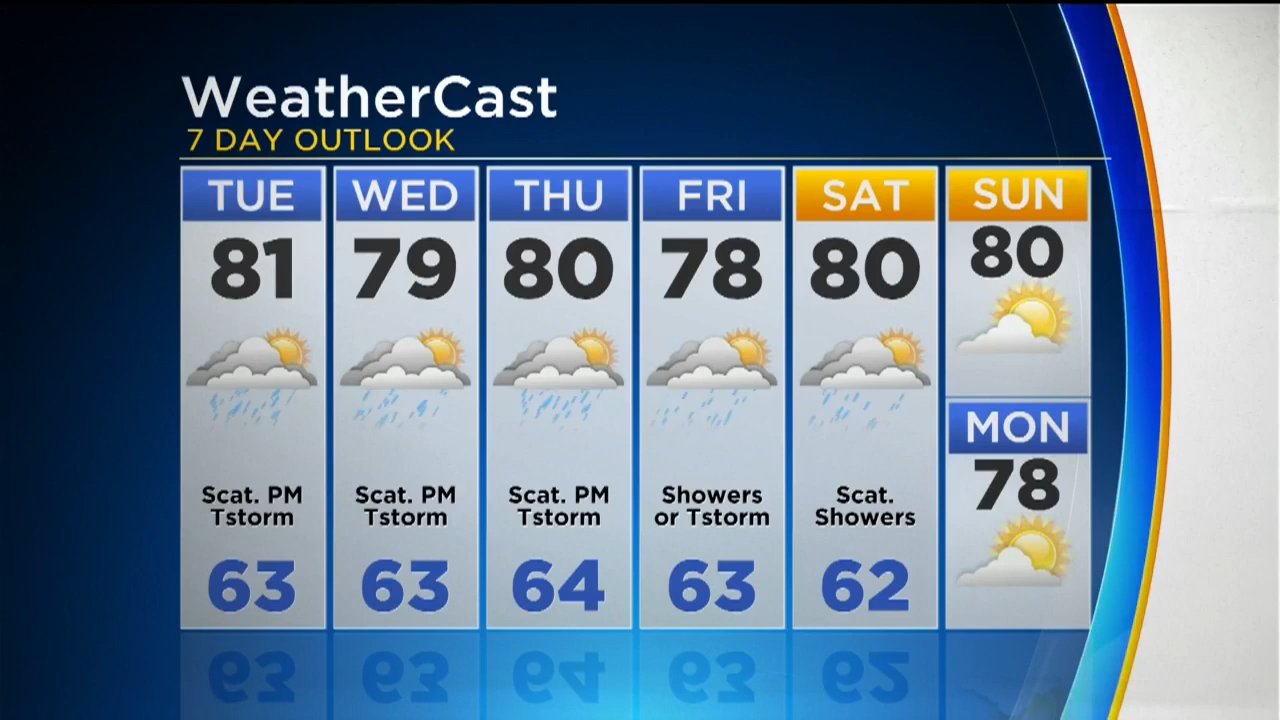 WeatherCast
7 DAY OUTLOOK
TUE
81
Scat. PM
Tstorm
63
WED
79
Scat. PM
Tstorm
63
THU
80
Scat. PM
Tstorm
64
FRI
78
Showers
or Tstorm
63
SAT
80
Scat.
Showers
62
SUN
80
MON
78